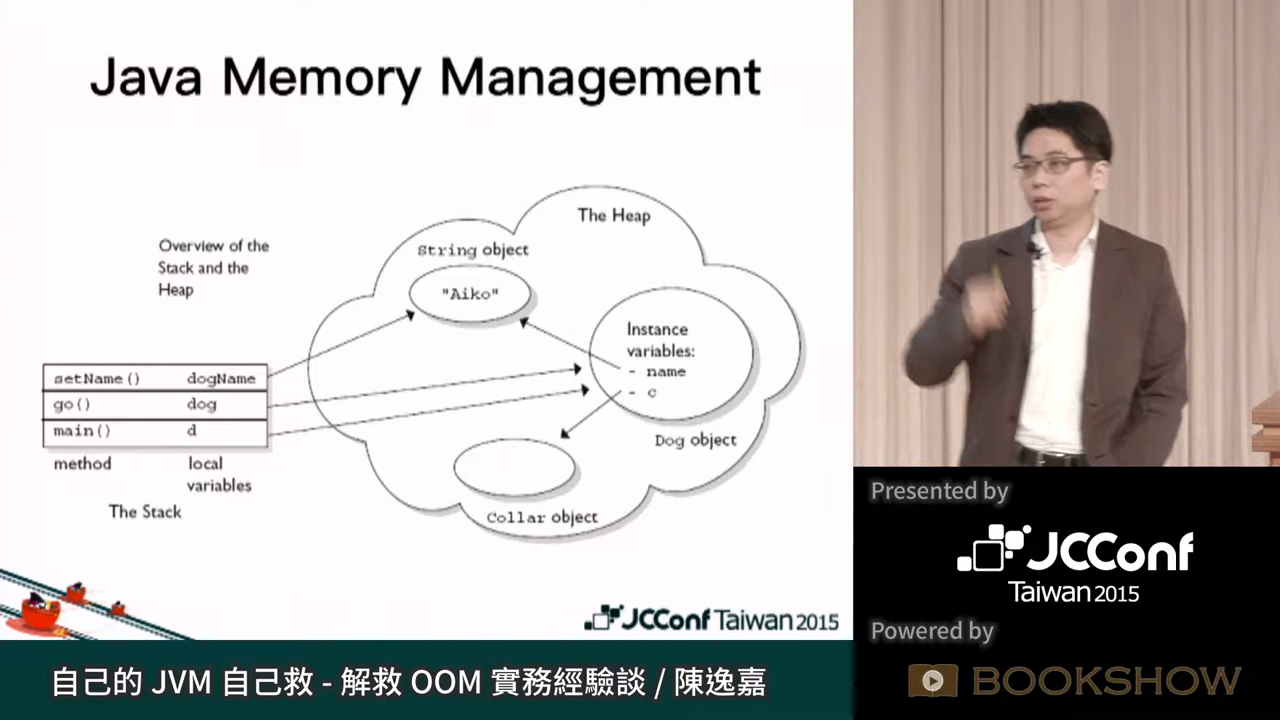 Java Memory Management
Overview of the
Stack and the
Heap
The Heap
String object
"Aiko"
Instance
variables:
- name
- c
Dog object
Collar object
setName() dogName
go() dog
main() d
method local
variables
The Stack
JCConf Taiwan 2015
自己的 JVM 自己救 - 解救 OOM 實務經驗談 / 陳逸嘉
Presented by
JCConf
Taiwan 2015
Powered by
BOOKSHOW